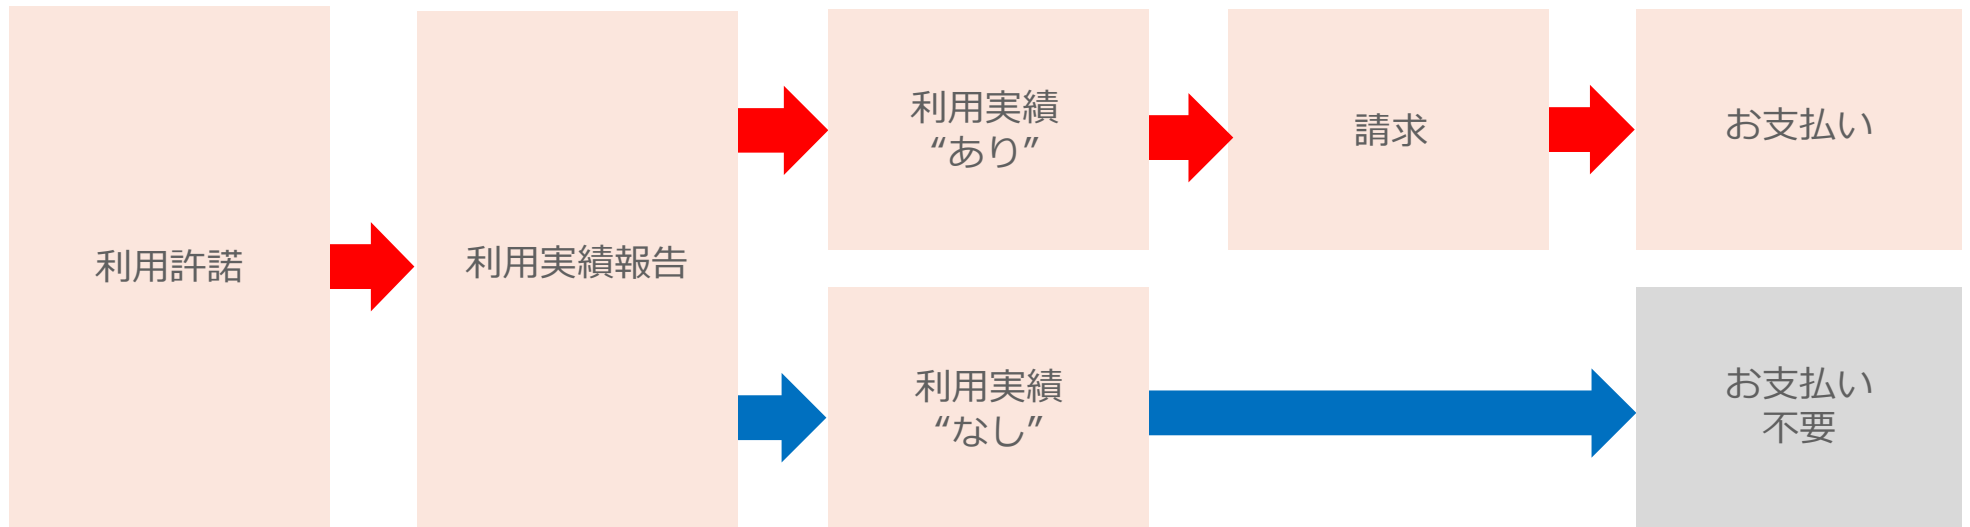 利用許諾
利用実績報告
利用実績
“あり”
請求
お支払い
利用実績
“なし”
お支払い
不要